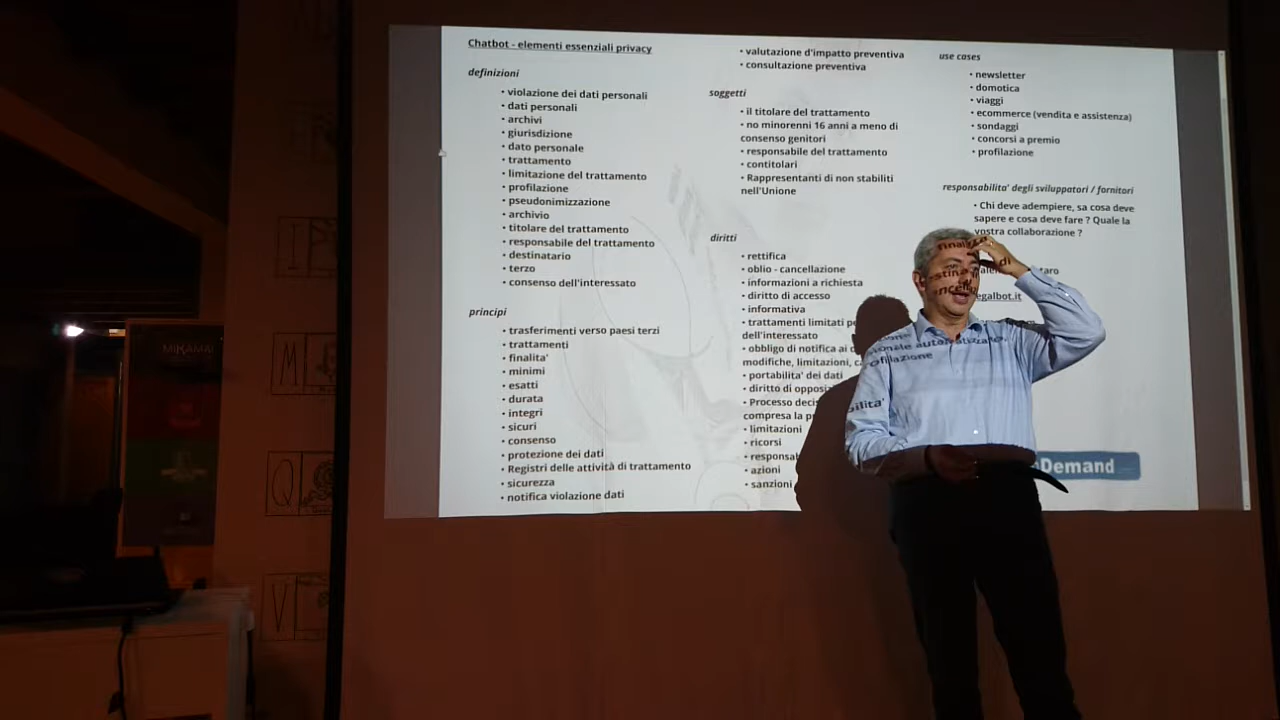 Chatbot - elementi essenziali privacy
definizioni
• violazione dei dati personali
• dati personali
• archivi
• giurisdizione
• dato personale
• trattamento
• limitazione del trattamento
• profilazione
• pseudonimizzazione
• archivio
• titolare del trattamento
• responsabile del trattamento
• destinatario
• terzo
• consenso dell'interessato
principi
• trasferimenti verso paesi terzi
• trattamenti
• finalita'
• minimi
• esatti
• durata
• integri
• sicuri
• consenso
• protezione dei dati
• Registri delle attività di trattamento
• sicurezza
• notifica violazione dati
• valutazione d'impatto preventiva
• consultazione preventiva
soggetti
• il titolare del trattamento
• no minorenni 16 anni a meno di
consenso genitori
• responsabile del trattamento
• contitolari
• Rappresentanti di non stabiliti
nell'Unione
diritti
• rettifica
• oblio - cancellazione
• informazioni a richiesta
• diritto di accesso
• informativa
• trattamenti limitati
dell'interessato
• obbligo di notifica ai
modifiche, limitazioni,
• portabilita' dei dati
• diritto di
• Processo
compresa la
• limitazioni
• ricorsi
•
• azioni
• sanzioni
use cases
• newsletter
• domotica
• viaggi
• ecommerce (vendita e assistenza)
• sondaggi
• concorsi a premio
• profilazione
responsabilita' degli sviluppatori / fornitori
• Chi deve adempiere, sa cosa deve
sapere e cosa deve fare ? Quale la
vostra collaborazione ?
egalbot.it
Demand
MIRAMAI
M
Q
V